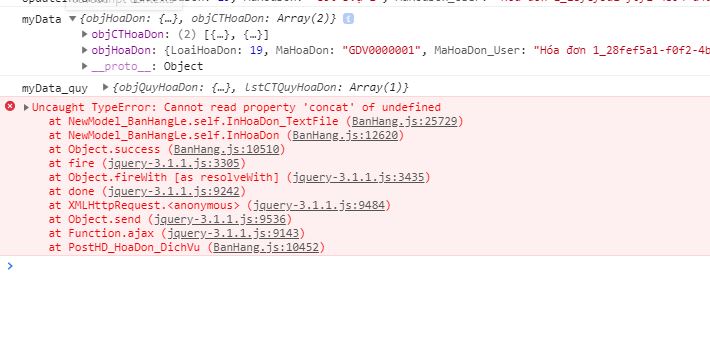 myData ▼{objHoaDon: {…}, objCTHoaDon: Array(2)}
▶ objCTHoaDon: (2) [{…}, {…}]
▶ objHoaDon: {LoaiHoaDon: 19, MaHoaDon: "GDV0000001", MaHoaDon_User: "Hóa đơn 1_28fef5a1-f0f2-4b
▶ __proto__: Object
myData_quy ▶{objQuyHoaDon: {…}, lstCTQuyHoaDon: Array(1)}
▶Uncaught TypeError: Cannot read property 'concat' of undefined
at NewModel_BanHangLe.self.InHoaDon_TextFile (BanHang.js:25729)
at NewModel_BanHangLe.self.InHoaDon (BanHang.js:12620)
at Object.success (BanHang.js:10510)
at fire (jquery-3.1.1.js:3305)
at Object.fireWith [as resolveWith] (jquery-3.1.1.js:3435)
at done (jquery-3.1.1.js:9242)
at XMLHttpRequest.<anonymous> (jquery-3.1.1.js:9484)
at Object.send (jquery-3.1.1.js:9536)
at Function.ajax (jquery-3.1.1.js:9143)
at PostHD_HoaDon_DichVu (BanHang.js:10452)